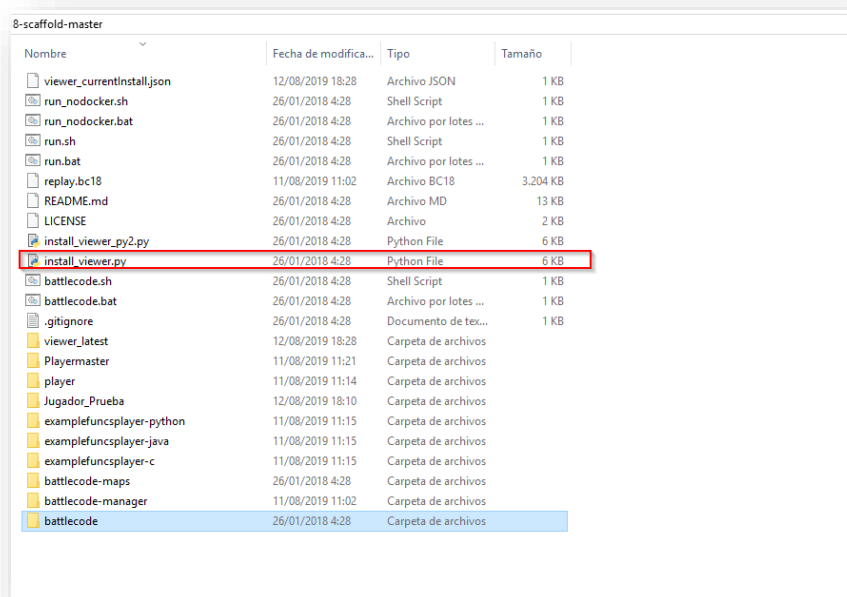 8-scaffold-master
Nombre Fecha de modifica... Tipo Tamaño
viewer_currentInstall.json 12/08/2019 18:28 Archivo JSON 1 KB
run_nodocker.sh 26/01/2018 4:28 Shell Script 1 KB
run_nodocker.bat 26/01/2018 4:28 Archivo por lotes ... 1 KB
run.sh 26/01/2018 4:28 Shell Script 1 KB
run.bat 26/01/2018 4:28 Archivo por lotes ... 1 KB
replay.bc18 11/08/2019 11:02 Archivo BC18 3.204 KB
README.md 26/01/2018 4:28 Archivo MD 13 KB
LICENSE 26/01/2018 4:28 Archivo 2 KB
install_viewer_py2.py 26/01/2018 4:28 Python File 6 KB
install_viewer.py 26/01/2018 4:28 Python File 6 KB
battlecode.sh 26/01/2018 4:28 Shell Script 1 KB
battlecode.bat 26/01/2018 4:28 Archivo por lotes ... 1 KB
.gitignore 26/01/2018 4:28 Documento de tex... 1 KB
viewer_latest 12/08/2019 18:28 Carpeta de archivos
Playermaster 11/08/2019 11:21 Carpeta de archivos
player 11/08/2019 11:14 Carpeta de archivos
Jugador_Prueba 12/08/2019 18:10 Carpeta de archivos
examplefuncsplayer-python 11/08/2019 11:15 Carpeta de archivos
examplefuncsplayer-java 11/08/2019 11:15 Carpeta de archivos
examplefuncsplayer-c 11/08/2019 11:15 Carpeta de archivos
battlecode-maps 26/01/2018 4:28 Carpeta de archivos
battlecode-manager 11/08/2019 11:02 Carpeta de archivos
battlecode 26/01/2018 4:28 Carpeta de archivos